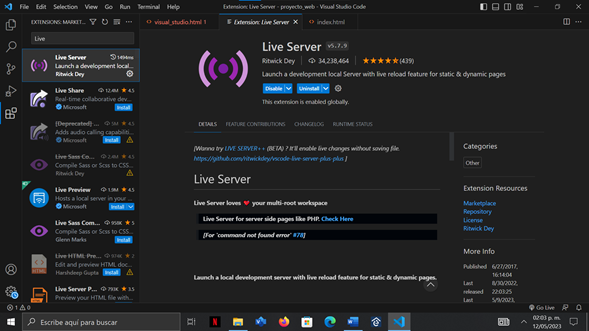 File Edit Selection View Go Run Terminal Help
Extension: Live Server - proyecto_web - Visual Studio Code
EXTENSIONS: MARKET...
visual_studio.html 1
Extension: Live Server
index.html
Live
Live Server 1494ms
Launch a development local...
Ritwick Dey
Live Share 12.4M 4.5
Real-time collaborative dev...
Microsoft Install
[Deprecated] ... 5
Adds audio calling capabiliti...
Microsoft Install
Live Sass Co... 2.4M 4.5
Compile Sass or Scss to CSS...
Ritwick Dey
Live Preview 1.9M 4.5
Hosts a local server in your ...
Microsoft Install
Live Sass Com... 958K 5
Compile Sass or Scss to CSS...
Glenn Marks Install
Live HTML Pre... 974K 2
Edit and preview HTML doc...
Harshdeep Gupta Install
Live Server P... 793K 3.5
Preview your HTML file with...
Live Server v5.7.9
Ritwick Dey 34,238,464 (439)
Launch a development local Server with live reload feature for static & dynamic pages
Disable Uninstall
This extension is enabled globally.
DETAILS FEATURE CONTRIBUTIONS CHANGELOG RUNTIME STATUS
[Wanna try LIVE SERVER++ (BETA) ? It'll enable live changes without saving file.
https://github.com/ritwickdey/vscode-live-server-plus-plus ]
Live Server
Live Server loves ❤ your multi-root workspace
Live Server for server side pages like PHP. Check Here
[For 'command not found error' #78]
Launch a local development server with live reload feature for static & dynamic pages.
Categories
Other
Extension Resources
Marketplace
Repository
License
Ritwick Dey
More Info
Published 6/27/2017,
16:14:04
Last 8/30/2022,
released 22:03:25
Last 5/9/2023,
0 1
Go Live
Escribe aquí para buscar
02:03 p. m.
12/05/2023